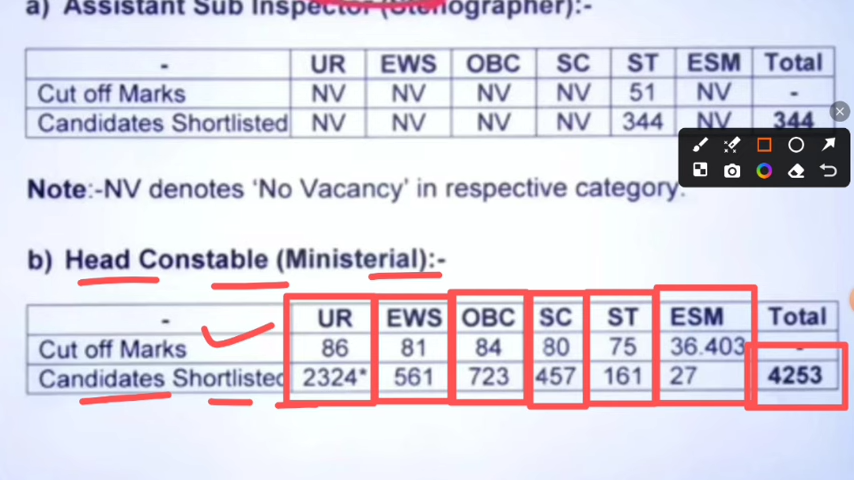 a) Assistant Sub Inspector (Stenographer):-
- UR EWS OBC SC ST ESM Total
Cut off Marks NV NV NV NV 51 NV -
Candidates Shortlisted NV NV NV NV 344 NV 344
Note:-NV denotes 'No Vacancy' in respective category.
b) Head Constable (Ministerial):-
- UR EWS OBC SC ST ESM Total
Cut off Marks 86 81 84 80 75 36.403 -
Candidates Shortlisted 2324* 561 723 457 161 27 4253